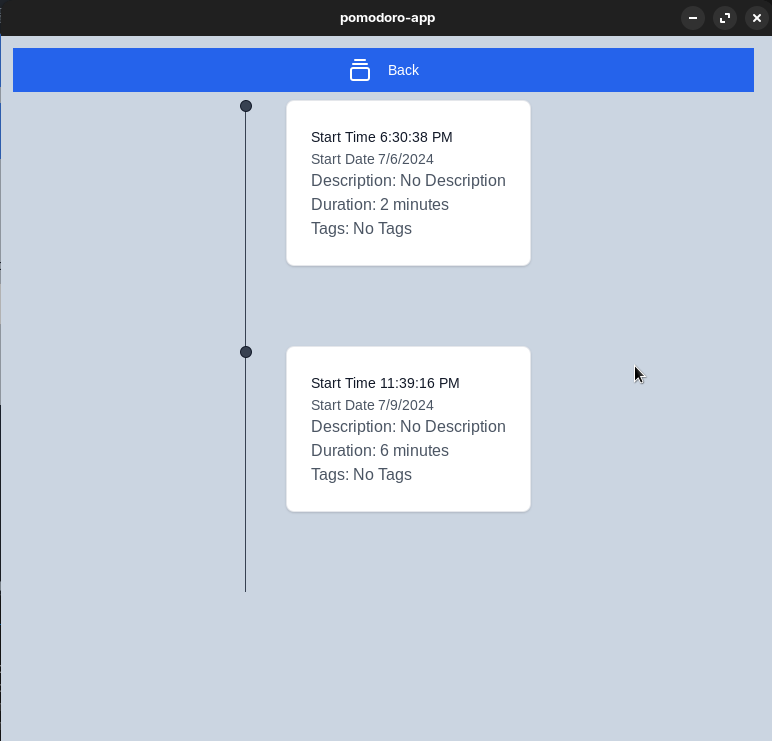 pomodoro-app
Back
Start Time 6:30:38 PM
Start Date 7/6/2024
Description: No Description
Duration: 2 minutes
Tags: No Tags
Start Time 11:39:16 PM
Start Date 7/9/2024
Description: No Description
Duration: 6 minutes
Tags: No Tags